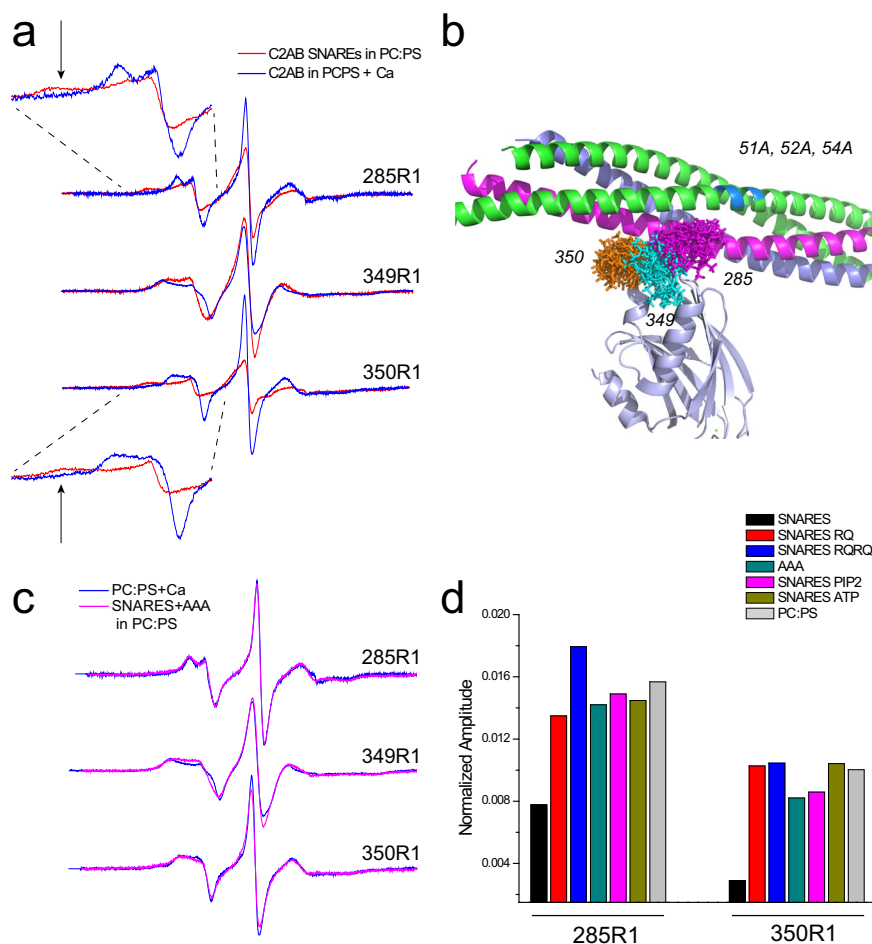 a
C2AB SNAREs in PC:PS
C2AB in PCPS + Ca
285R1
349R1
350R1
b
51A, 52A, 54A
350
349
285
c
PC:PS+Ca
SNARES+AAA
in PC:PS
285R1
349R1
350R1
d
SNARES
SNARES RQ
SNARES RQRQ
AAA
SNARES PIP2
SNARES ATP
PC:PS
Normalized Amplitude
0.020
0.016
0.012
0.008
0.004
285R1
350R1